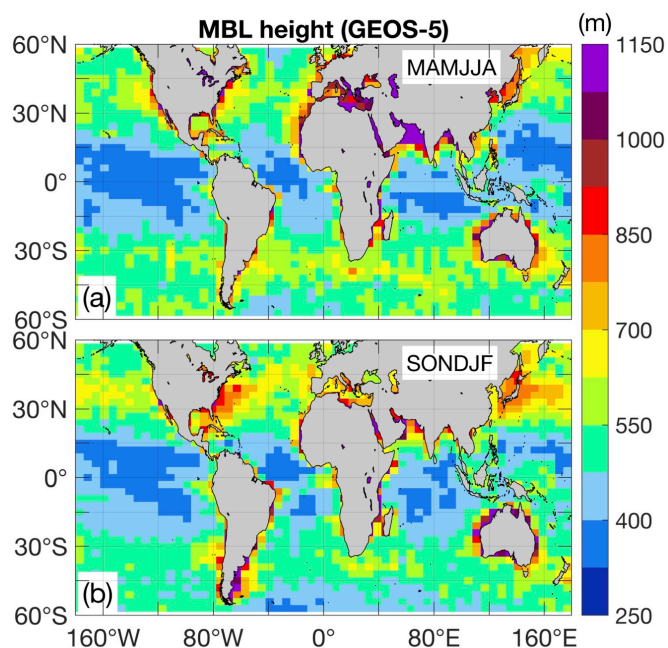 MBL height (GEOS-5)
(m)
60°N
30°N
0°
30°S
60°S
MAMJJA
(a)
60°N
30°N
0°
30°S
60°S
SONDJF
(b)
160°W
80°W
0°
80°E
160°E
1150
1000
850
700
550
400
250